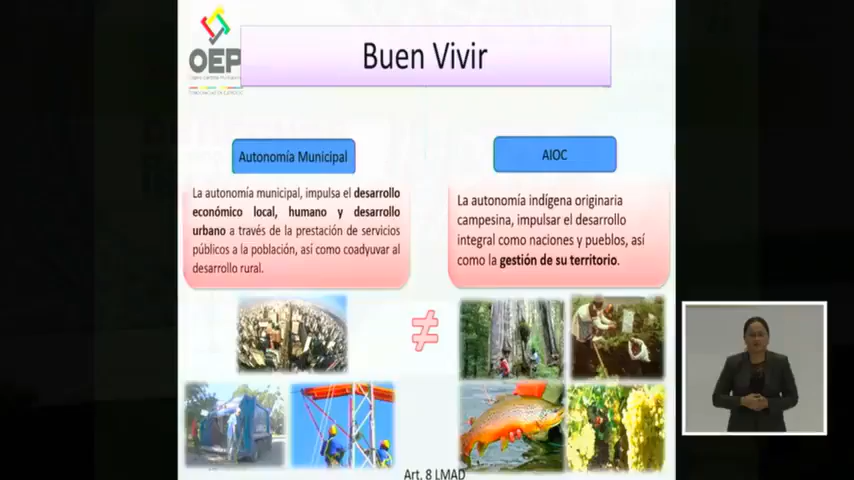 OEP
Buen Vivir
Autonomía Municipal
La autonomía municipal, impulsa el desarrollo
económico local, humano y desarrollo
urbano a través de la prestación de servicios
públicos a la población, así como coadyuvar al
desarrollo rural.
AIOC
La autonomía indígena originaria
campesina, impulsar el desarrollo
integral como naciones y pueblos, así
como la gestión de su territorio.
≠
Art. 8 LMAD